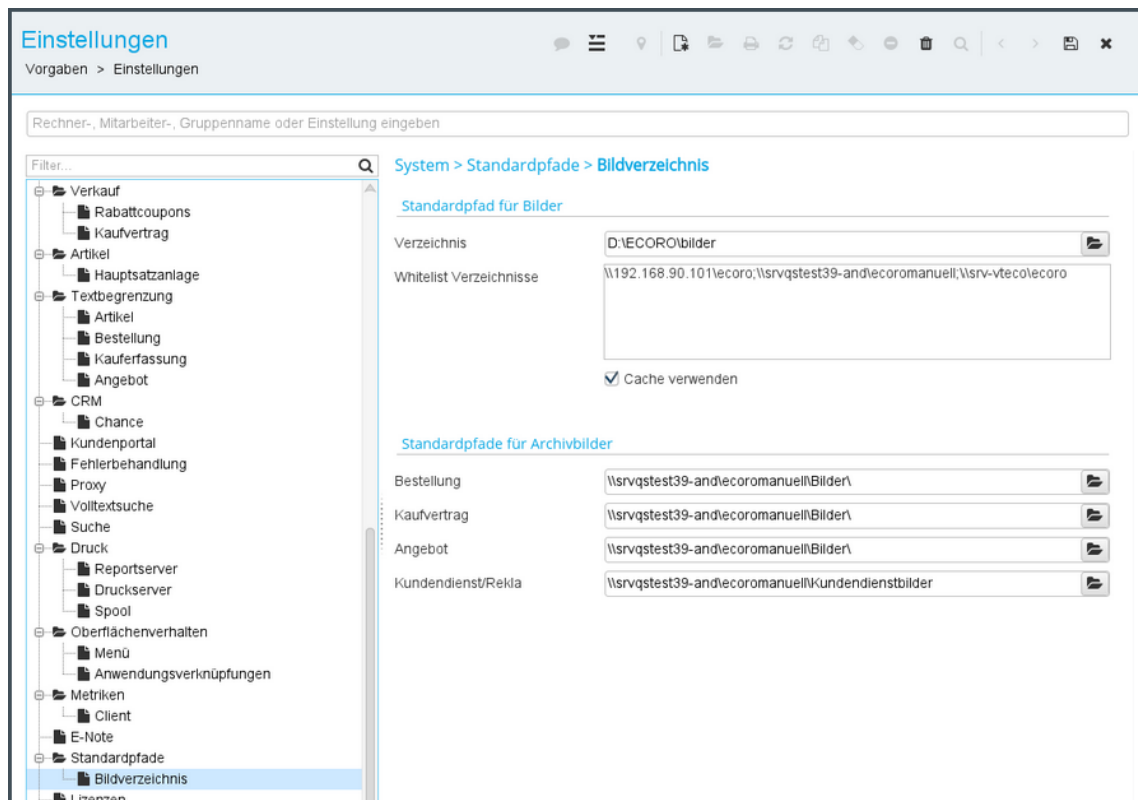 Einstellungen
Vorgaben > Einstellungen
Rechner-, Mitarbeiter-, Gruppenname oder Einstellung eingeben
Filter...
Verkauf
Rabattcoupons
Kaufvertrag
Artikel
Hauptsatzanlage
Textbegrenzung
Artikel
Bestellung
Kauferfassung
Angebot
CRM
Chance
Kundenportal
Fehlerbehandlung
Proxy
Volltextsuche
Suche
Druck
Reportserver
Druckserver
Spool
Oberflächenverhalten
Menü
Anwendungsverknüpfungen
Metriken
Client
E-Note
Standardpfade
Bildverzeichnis
Lizenzen
System > Standardpfade > Bildverzeichnis
Standardpfad für Bilder
Verzeichnis D:\ECORO\bilder
Whitelist Verzeichnisse \\192.168.90.101\ecoro;\\srvqstest39-and\ecoromanuell;\\srv-vteco\ecoro
Cache verwenden
Standardpfade für Archivbilder
Bestellung \\srvqstest39-and\ecoromanuell\Bilder\
Kaufvertrag \\srvqstest39-and\ecoromanuell\Bilder\
Angebot \\srvqstest39-and\ecoromanuell\Bilder\
Kundendienst/Rekla \\srvqstest39-and\ecoromanuell\Kundendienstbilder